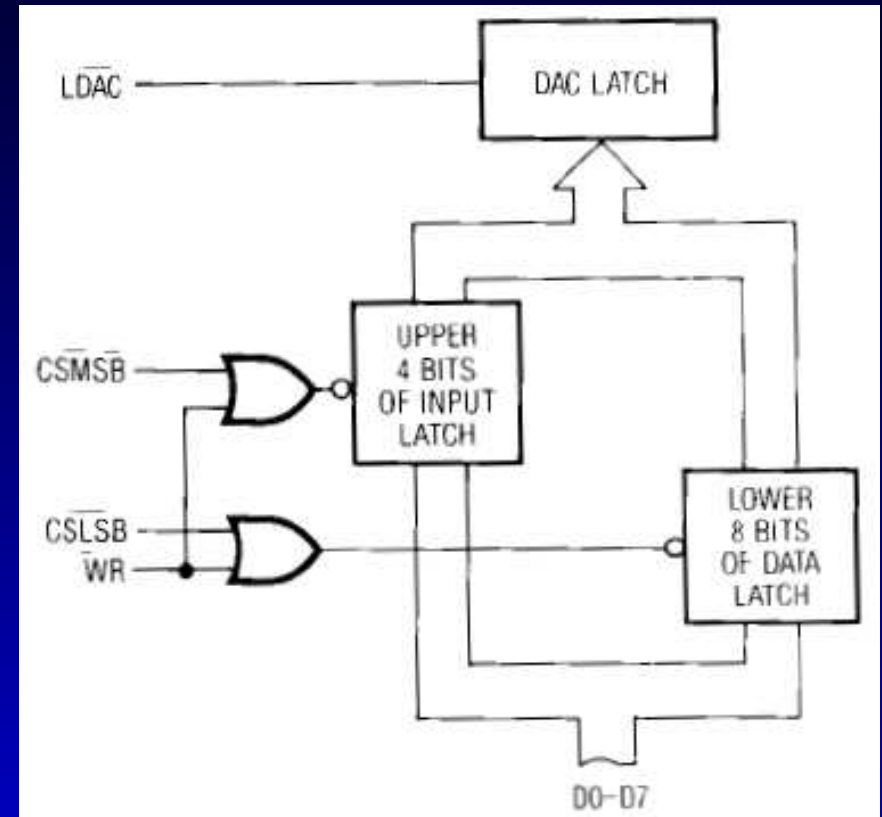 LDAC
DAC LATCH
UPPER
4 BITS
OF INPUT
LATCH
CSMSB
CSLSB
WR
LOWER
8 BITS
OF DATA
LATCH
D0-D7